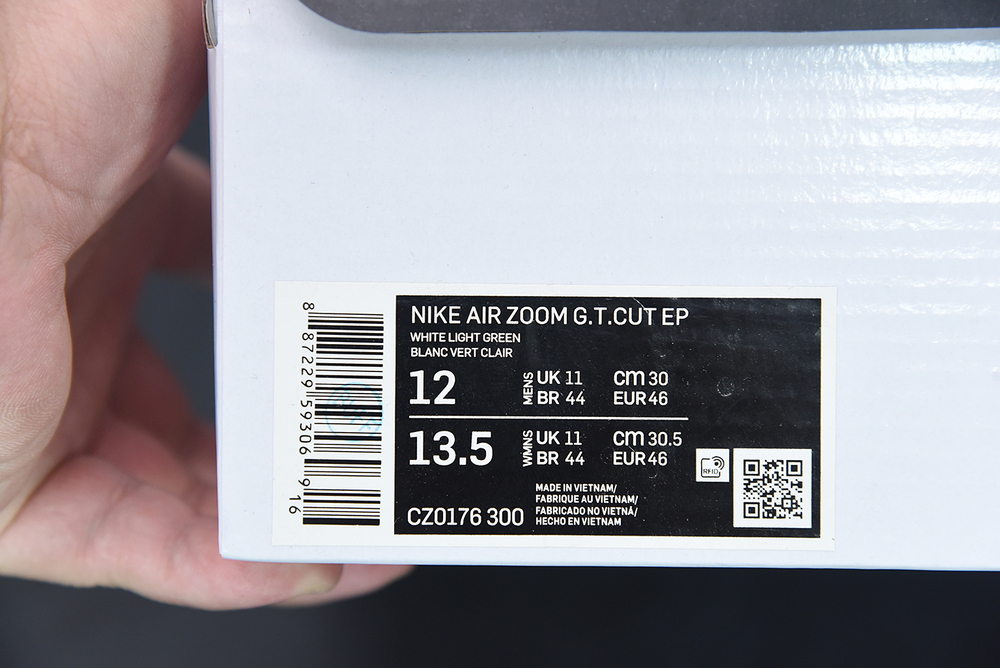 NIKE AIR ZOOM G.T.CUT EP
WHITE LIGHT GREEN
BLANC VERT CLAIR
12 MENS UK 11 cm 30
BR 44 EUR 46
13.5 WMNS UK 11 cm 30.5
BR 44 EUR 46
RFID
MADE IN VIETNAM/
FABRIQUE AU VIETNAM/
FABRICADO NO VIETNÃ/
HECHO EN VIETNAM
CZ0176 300
8 87229 59306 9 16